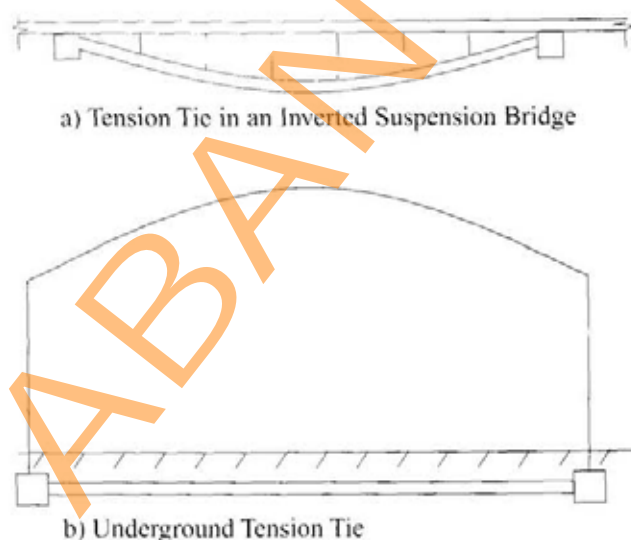 a) Tension Tie in an Inverted Suspension Bridge
ABAN
b) Underground Tension Tie